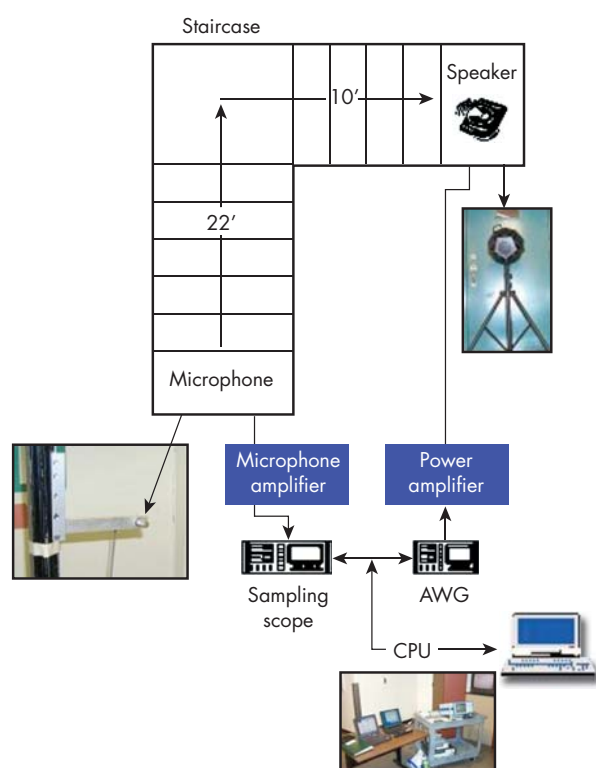 Staircase
Speaker
10’
22’
Microphone
Microphone
amplifier
Power
amplifier
Sampling
scope
AWG
CPU